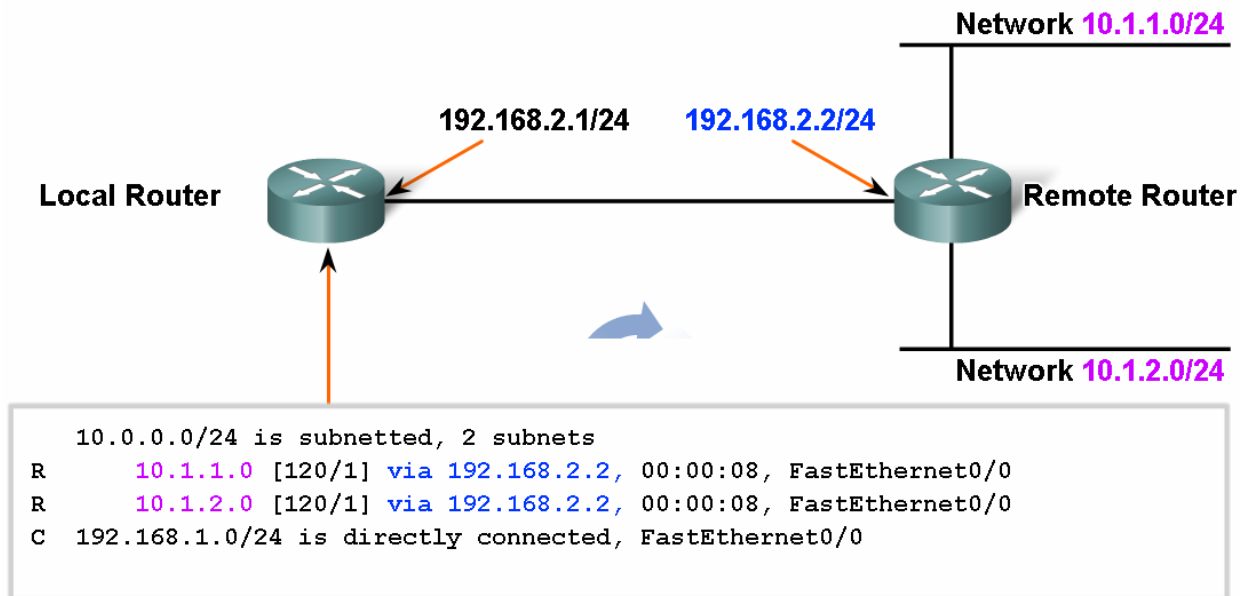 Network 10.1.1.0/24
192.168.2.1/24
192.168.2.2/24
Local Router
Remote Router
Network 10.1.2.0/24
10.0.0.0/24 is subnetted, 2 subnets
R 10.1.1.0 [120/1] via 192.168.2.2, 00:00:08, FastEthernet0/0
R 10.1.2.0 [120/1] via 192.168.2.2, 00:00:08, FastEthernet0/0
C 192.168.1.0/24 is directly connected, FastEthernet0/0